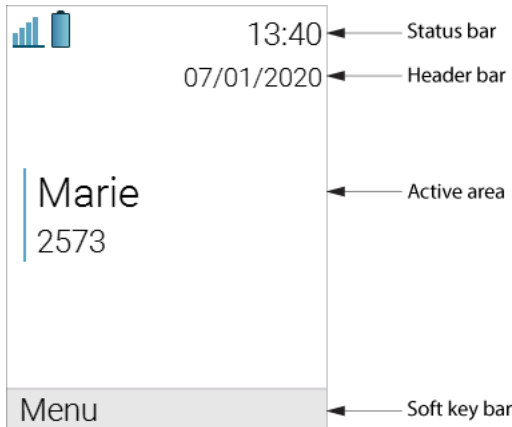 13:40
Status bar
07/01/2020
Header bar
Marie
Active area
2573
Menu
Soft key bar